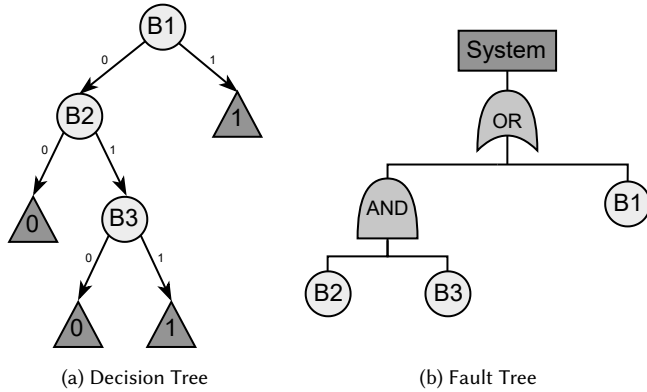 B1
0
1
B2
1
0
1
0
B3
0
1
0
1
(a) Decision Tree
System
OR
AND
B1
B2
B3
(b) Fault Tree